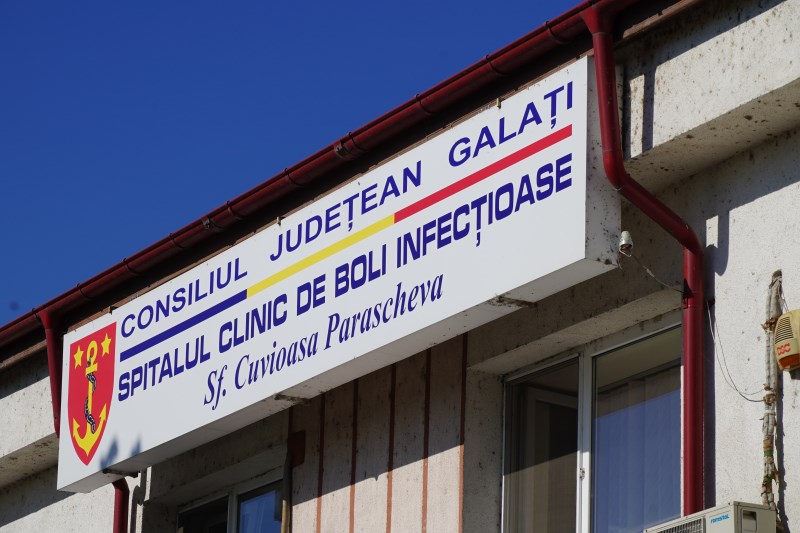 CONSILIUL JUDEȚEAN GALAȚI
SPITALUL CLINIC DE BOLI INFECȚIOASE
Sf. Cuvioasa Parascheva